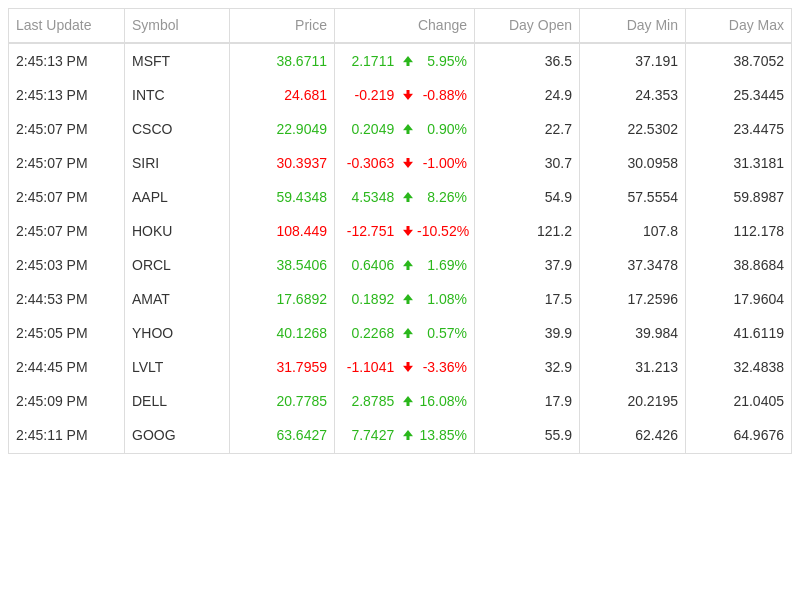 Last Update Symbol Price Change Day Open Day Min Day Max
2:45:13 PM MSFT 38.6711 2.1711 5.95% 36.5 37.191 38.7052
2:45:13 PM INTC 24.681 -0.219 -0.88% 24.9 24.353 25.3445
2:45:07 PM CSCO 22.9049 0.2049 0.90% 22.7 22.5302 23.4475
2:45:07 PM SIRI 30.3937 -0.3063 -1.00% 30.7 30.0958 31.3181
2:45:07 PM AAPL 59.4348 4.5348 8.26% 54.9 57.5554 59.8987
2:45:07 PM HOKU 108.449 -12.751 -10.52% 121.2 107.8 112.178
2:45:03 PM ORCL 38.5406 0.6406 1.69% 37.9 37.3478 38.8684
2:44:53 PM AMAT 17.6892 0.1892 1.08% 17.5 17.2596 17.9604
2:45:05 PM YHOO 40.1268 0.2268 0.57% 39.9 39.984 41.6119
2:44:45 PM LVLT 31.7959 -1.1041 -3.36% 32.9 31.213 32.4838
2:45:09 PM DELL 20.7785 2.8785 16.08% 17.9 20.2195 21.0405
2:45:11 PM GOOG 63.6427 7.7427 13.85% 55.9 62.426 64.9676